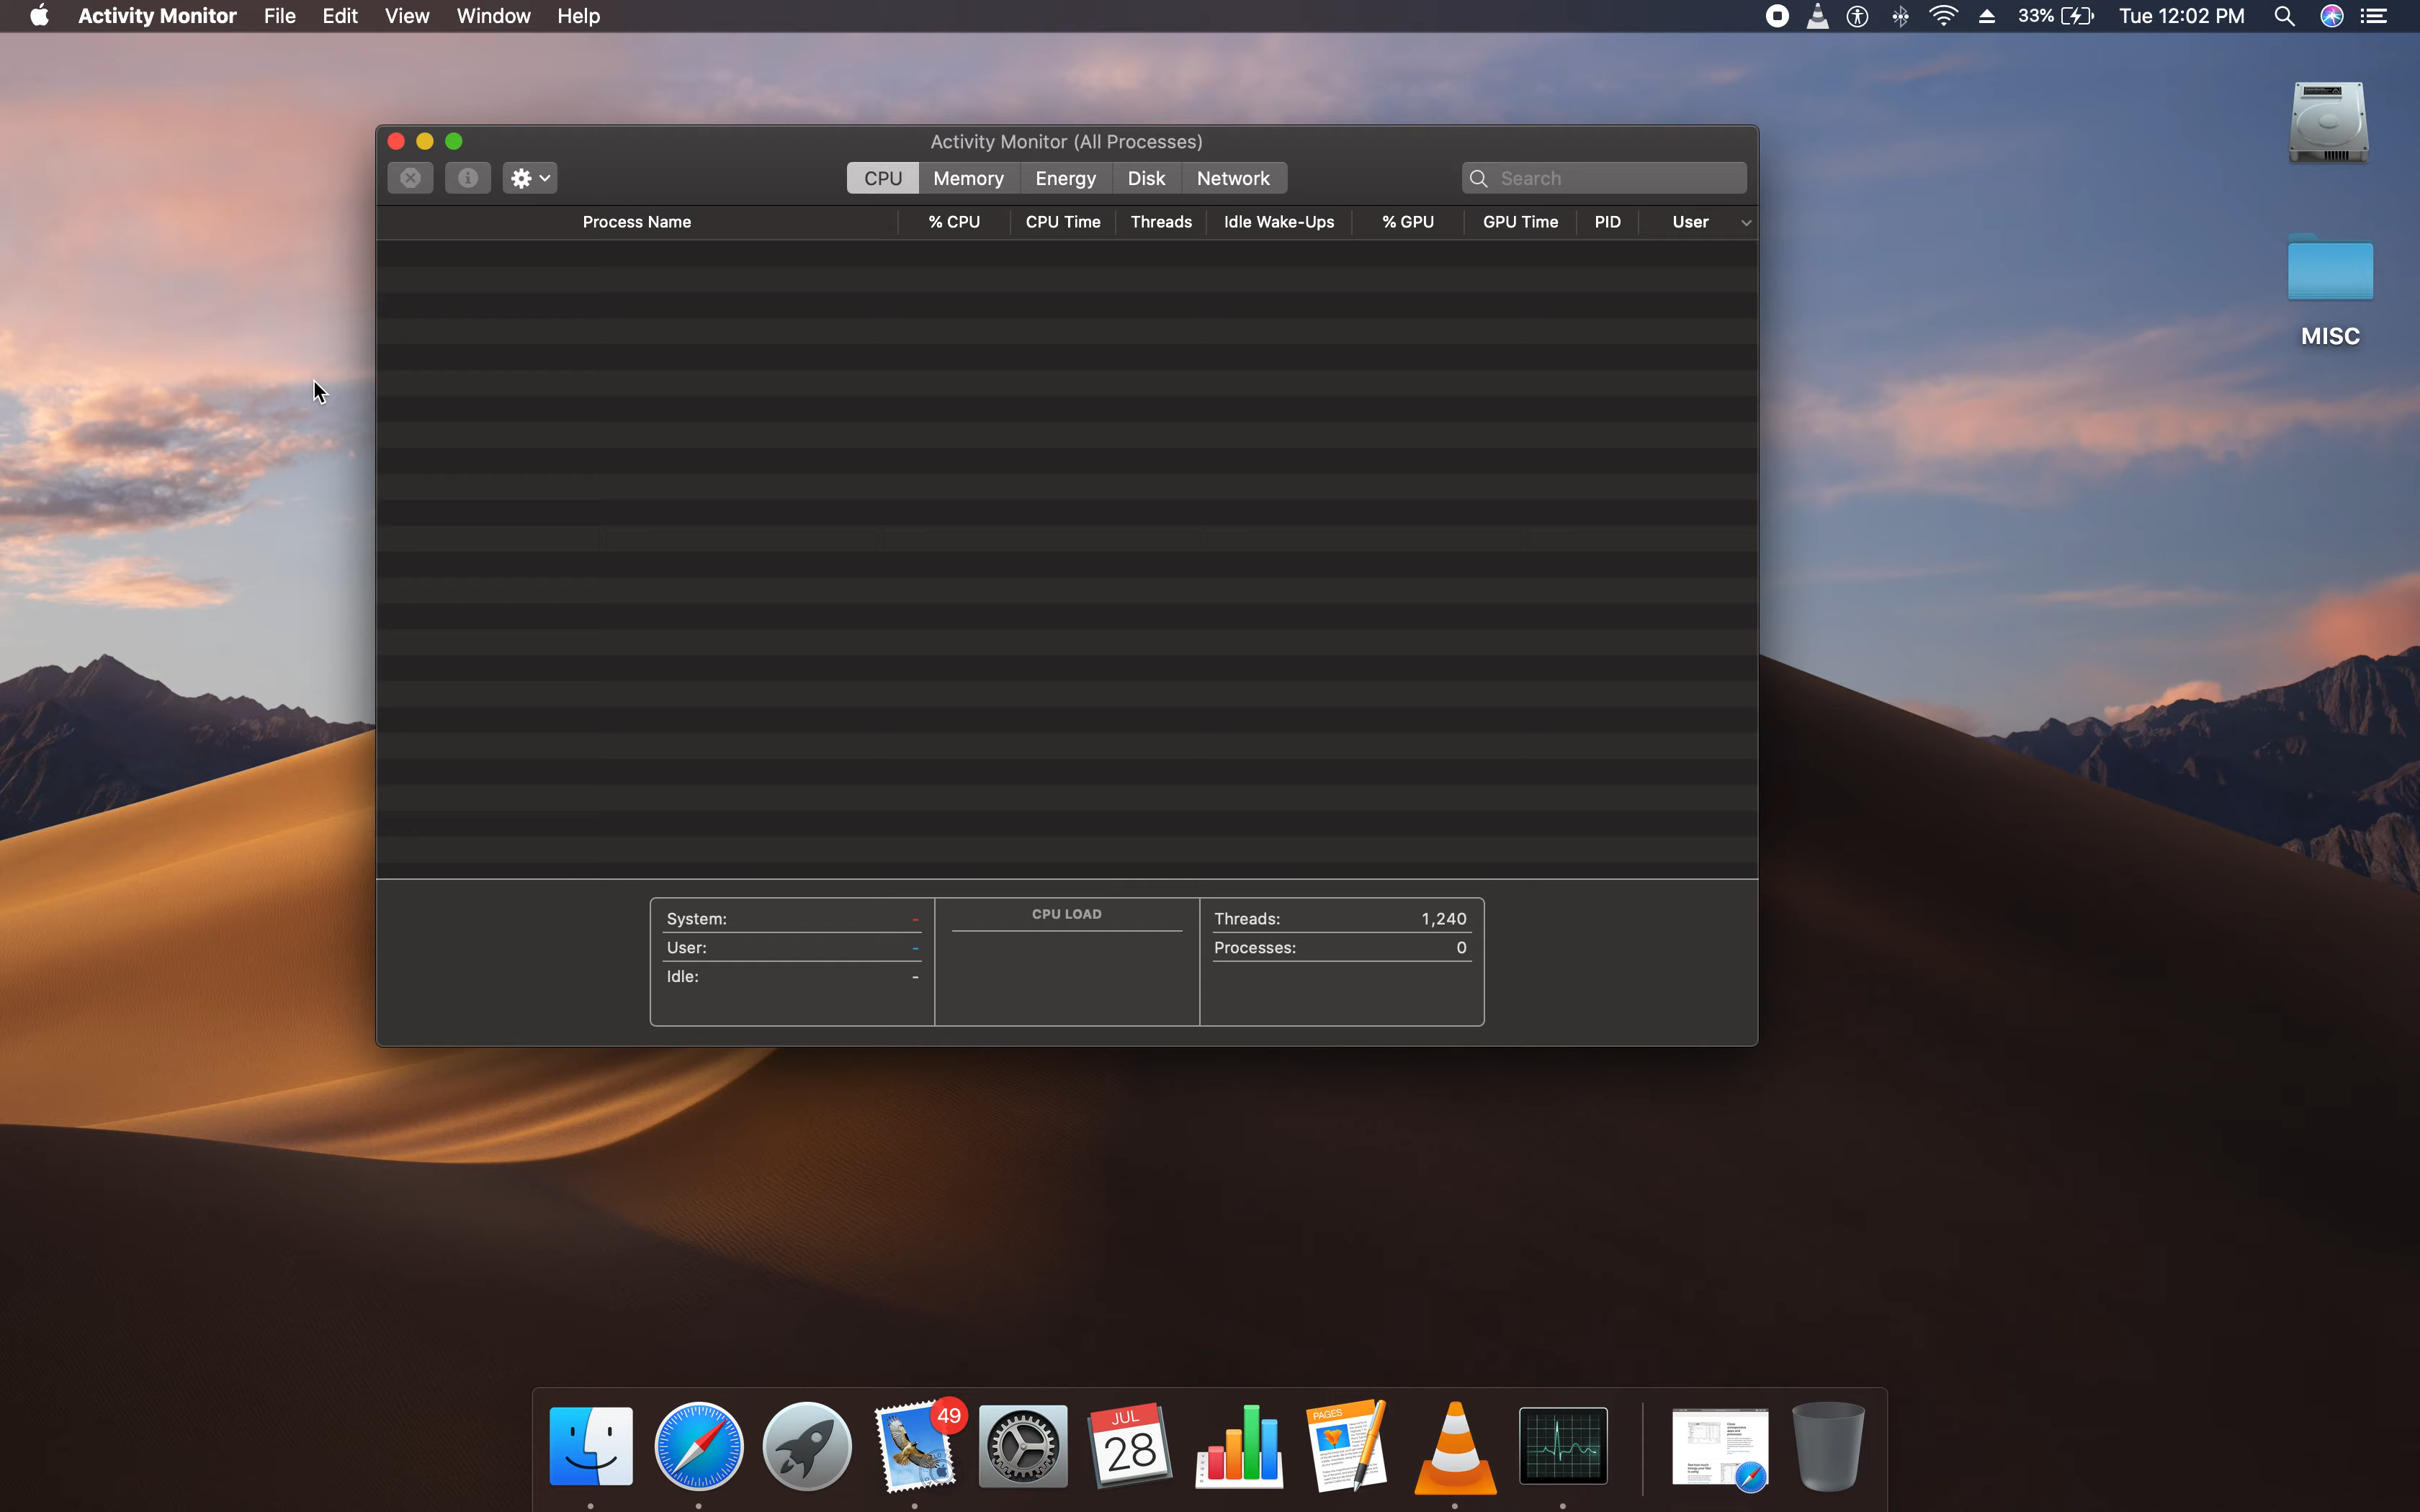 Activity Monitor File Edit View Window Help 33% Tue 12:02 PM
MISC
Activity Monitor (All Processes)
CPU Memory Energy Disk Network Search
Process Name % CPU CPU Time Threads Idle Wake-Ups % GPU GPU Time PID User
System: -
User: -
Idle: -
CPU LOAD
Threads: 1,240
Processes: 0
49
JUL
28
PAGES